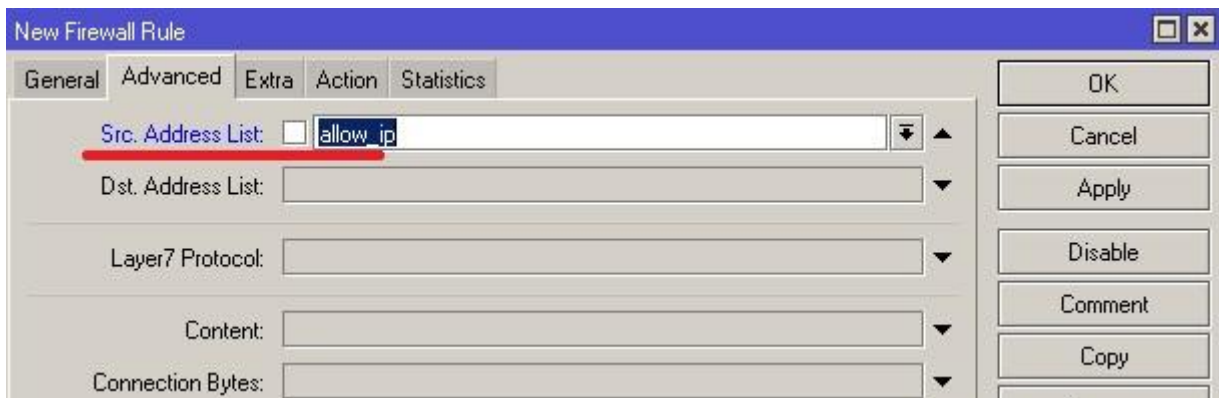 New Firewall Rule
General Advanced Extra Action Statistics
Src. Address List: allow_ip
Dst. Address List:
Layer7 Protocol:
Content:
Connection Bytes:
OK
Cancel
Apply
Disable
Comment
Copy